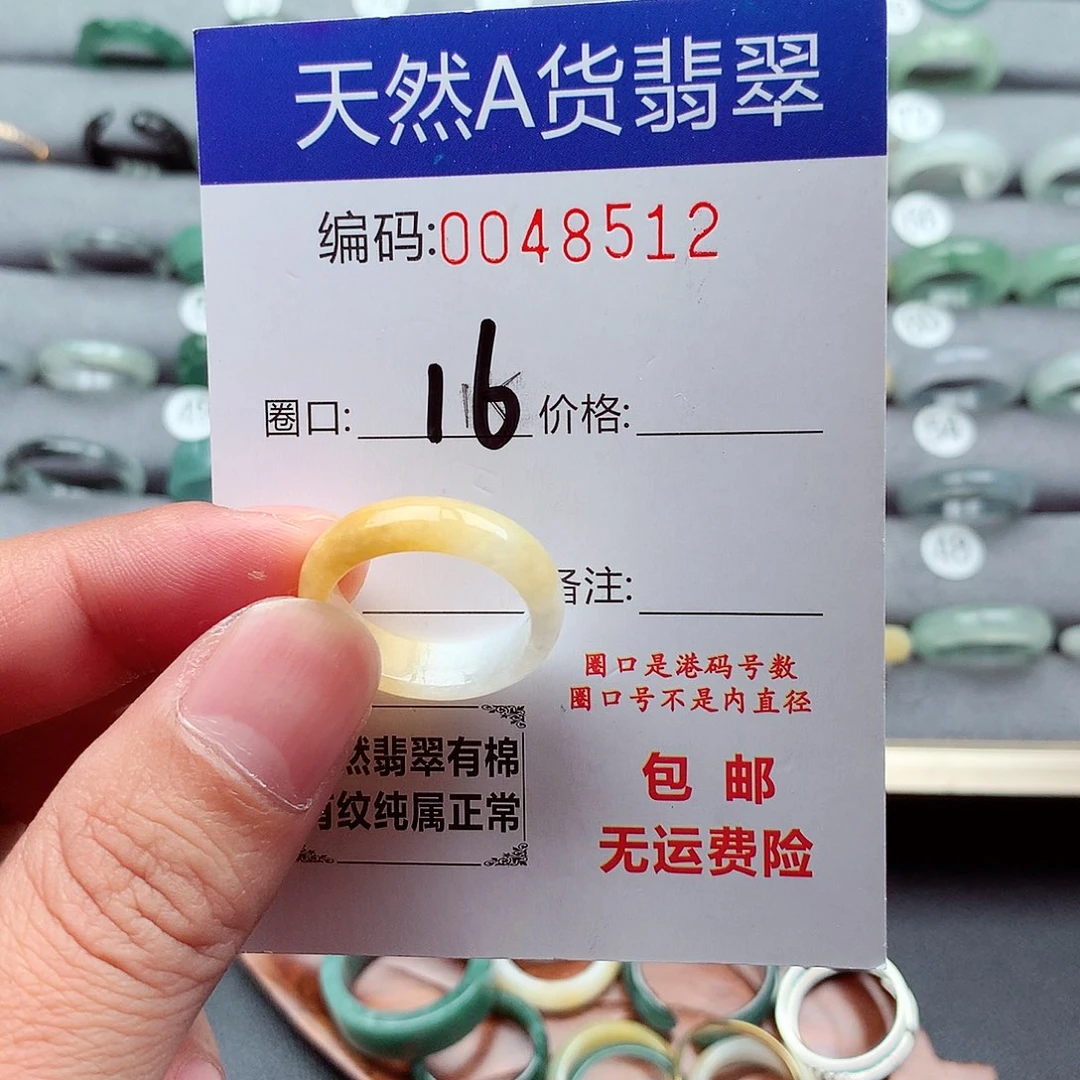 天然A货翡翠
编码:0048512
圈口: 16 价格:
备注:
圈口是港码号数
圈口号不是内直径
然翡翠有棉
有纹纯属正常
包邮
无运费险